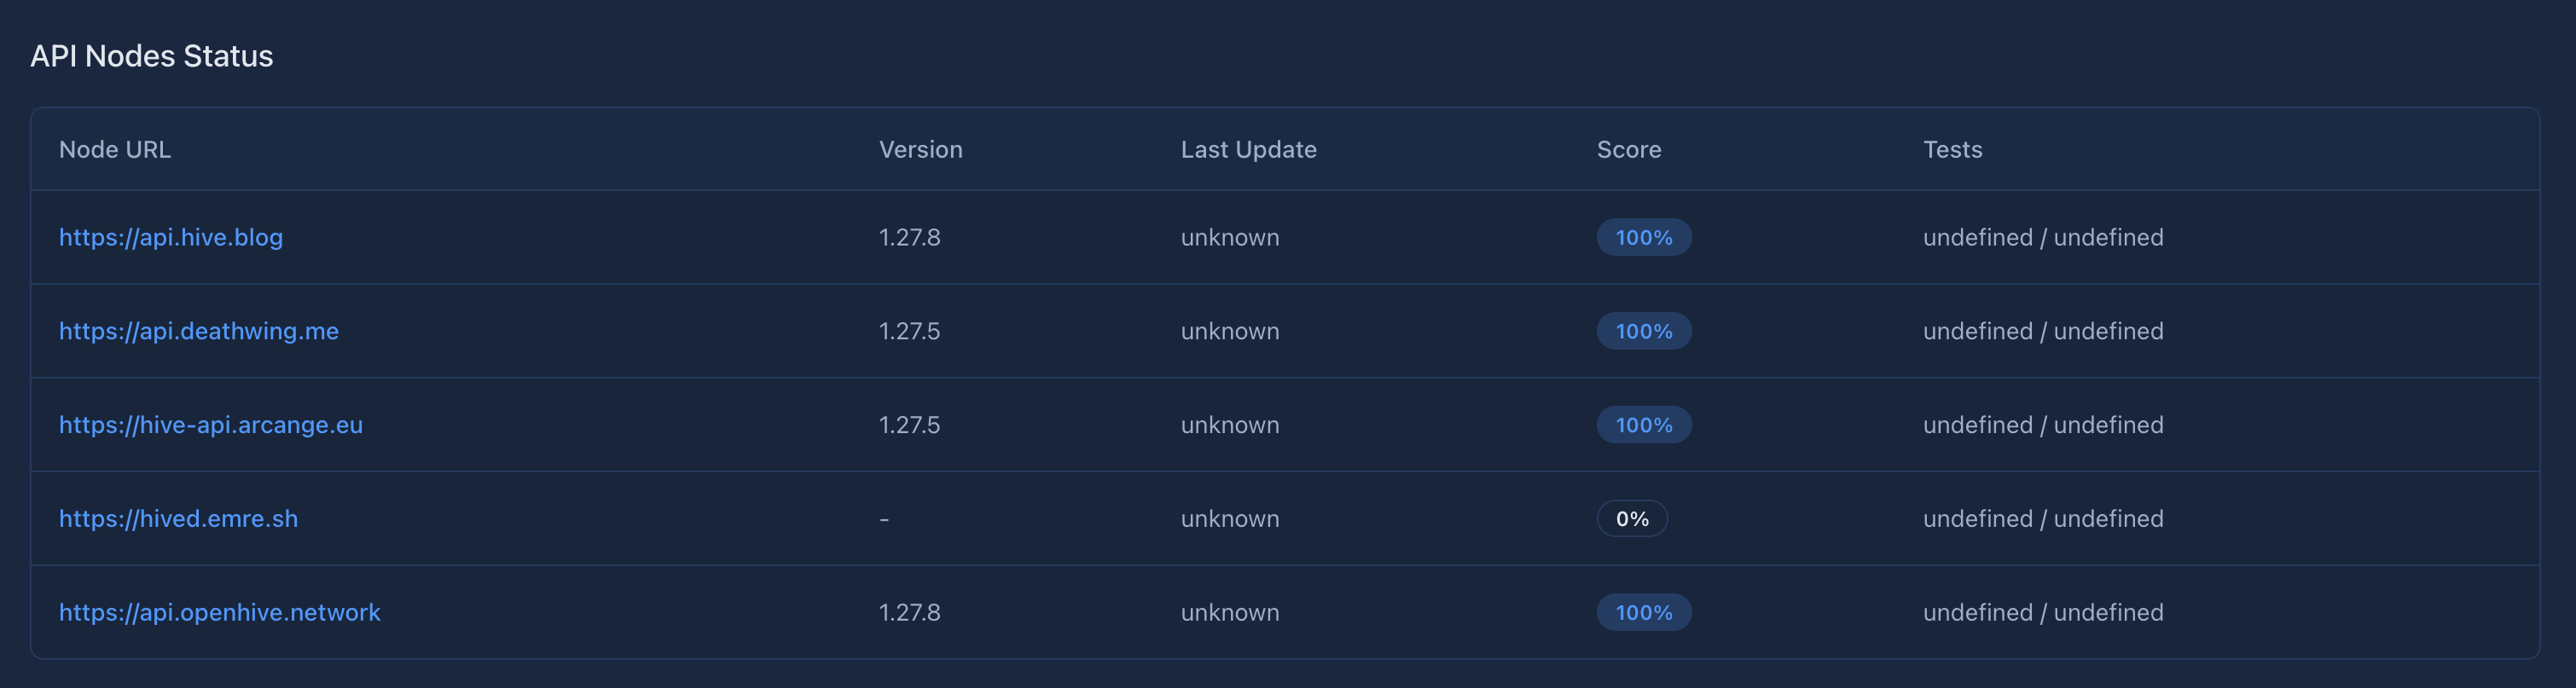 API Nodes Status
Node URL Version Last Update Score Tests
https://api.hive.blog 1.27.8 unknown 100% undefined / undefined
https://api.deathwing.me 1.27.5 unknown 100% undefined / undefined
https://hive-api.arcange.eu 1.27.5 unknown 100% undefined / undefined
https://hived.emre.sh - unknown 0% undefined / undefined
https://api.openhive.network 1.27.8 unknown 100% undefined / undefined